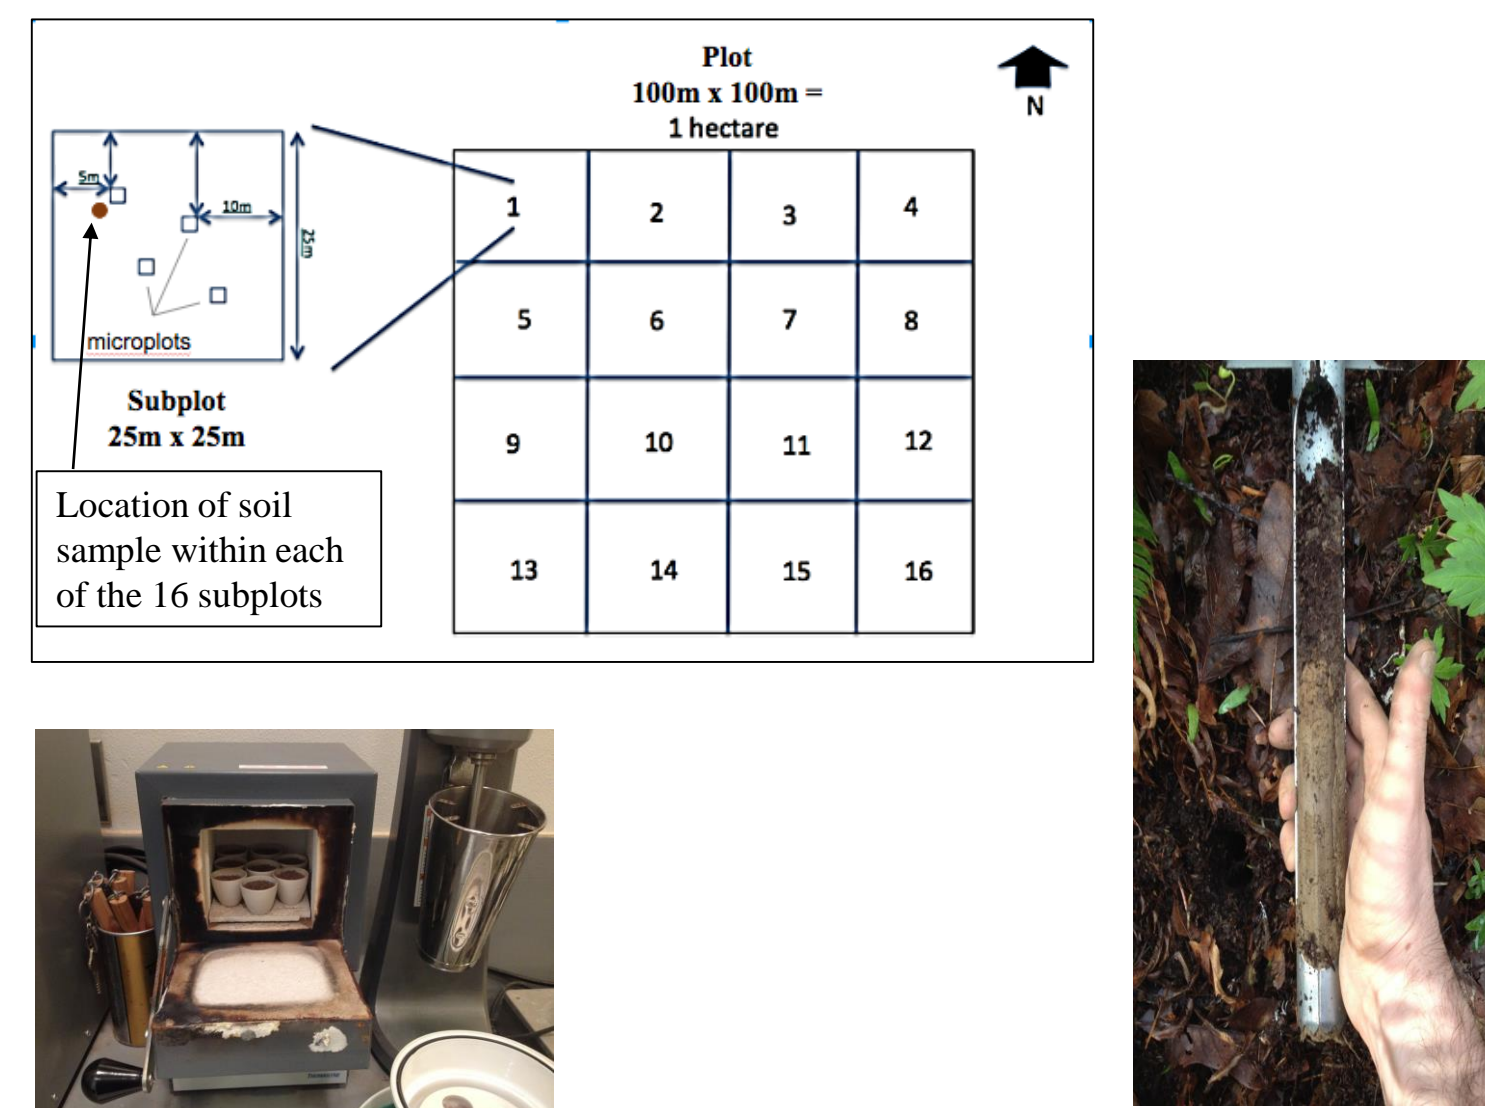 Plot
100m x 100m =
1 hectare
N
5m
10m
25m
microplots
Subplot
25m x 25m
Location of soil
sample within each
of the 16 subplots
1 2 3 4
5 6 7 8
9 10 11 12
13 14 15 16